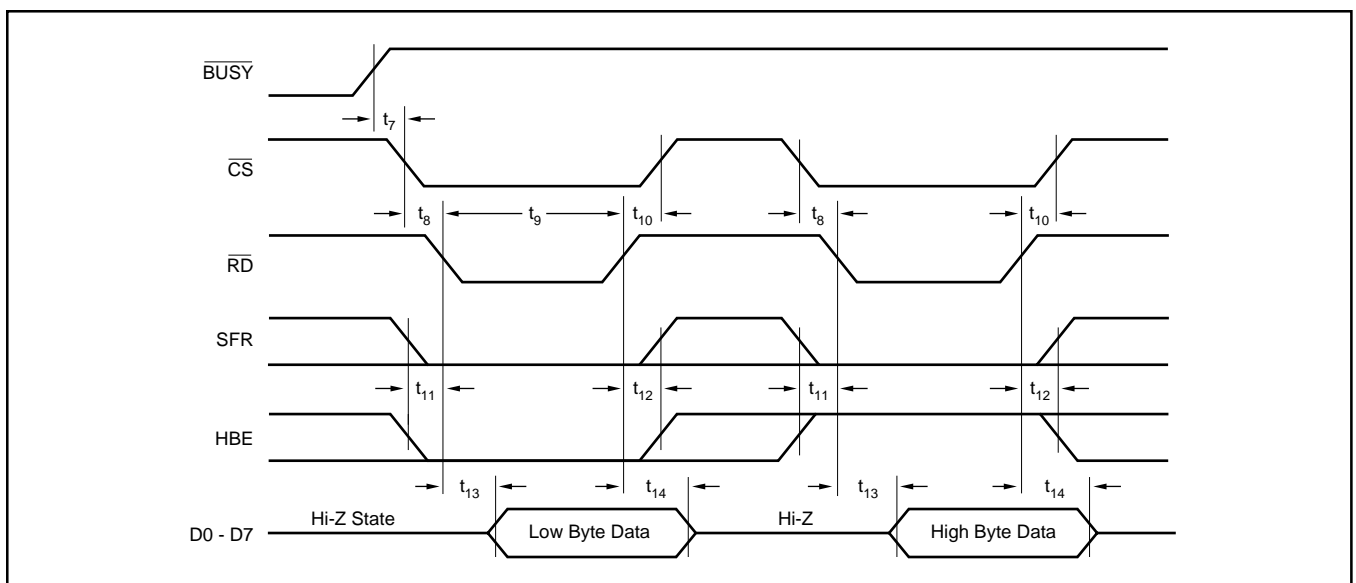 BUSY
t7
CS
t8 t9 t10 t8 t10
RD
SFR
t11 t12 t11 t12
HBE
t13 t14 t13 t14
Hi-Z State Low Byte Data Hi-Z High Byte Data
D0 - D7